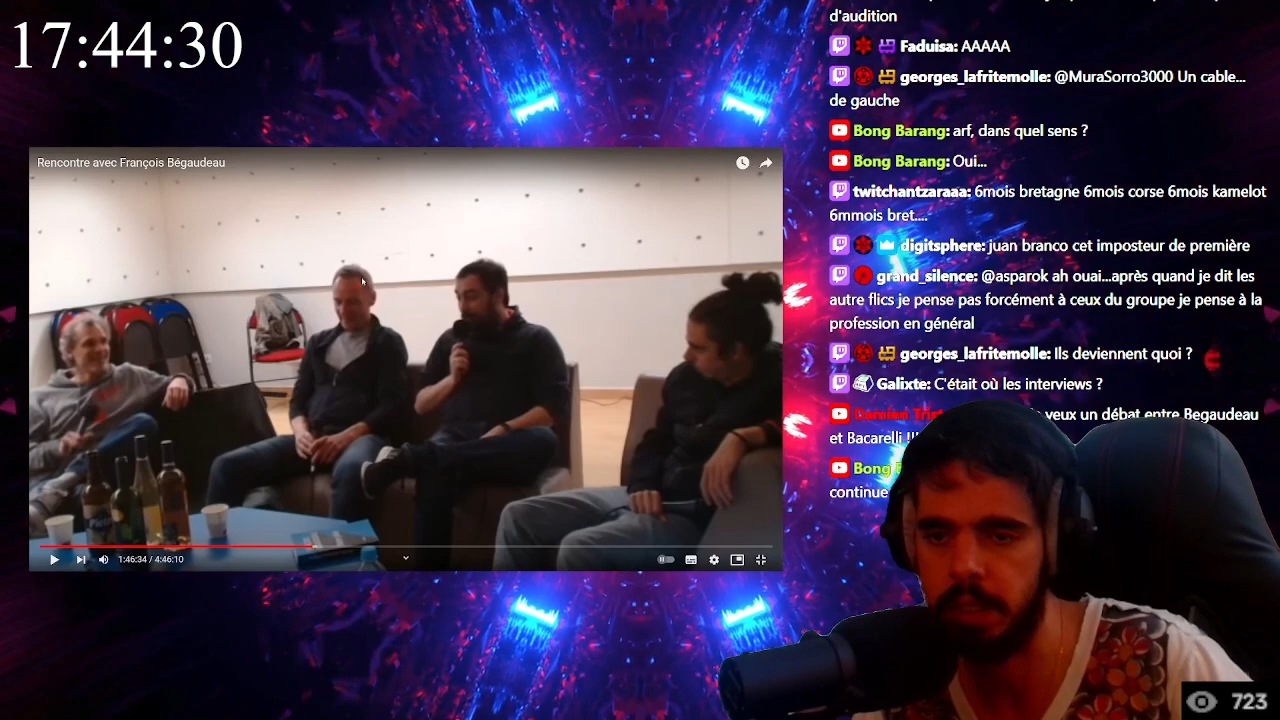 17:44:30
Rencontre avec François Bégaudeau
1:46:34 / 4:46:10
d'audition
Faduisa: AAAAA
georges_lafritemolle: @MuraSorro3000 Un cable...
de gauche
Bong Barang: arf, dans quel sens ?
Bong Barang: Oui...
twitchantzaraaa: 6mois bretagne 6mois corse 6mois kamelot
6mmois bret....
digitsphere: juan branco cet imposteur de première
grand_silence: @asparok ah ouai...après quand je dit les
autre flics je pense pas forcément à ceux du groupe je pense à la
profession en général
georges_lafritemolle: Ils deviennent quoi ?
Galixte: C'était où les interviews ?
Damien veux un débat entre Begaudeau
et Bacarelli !!!
Bong
continue
723